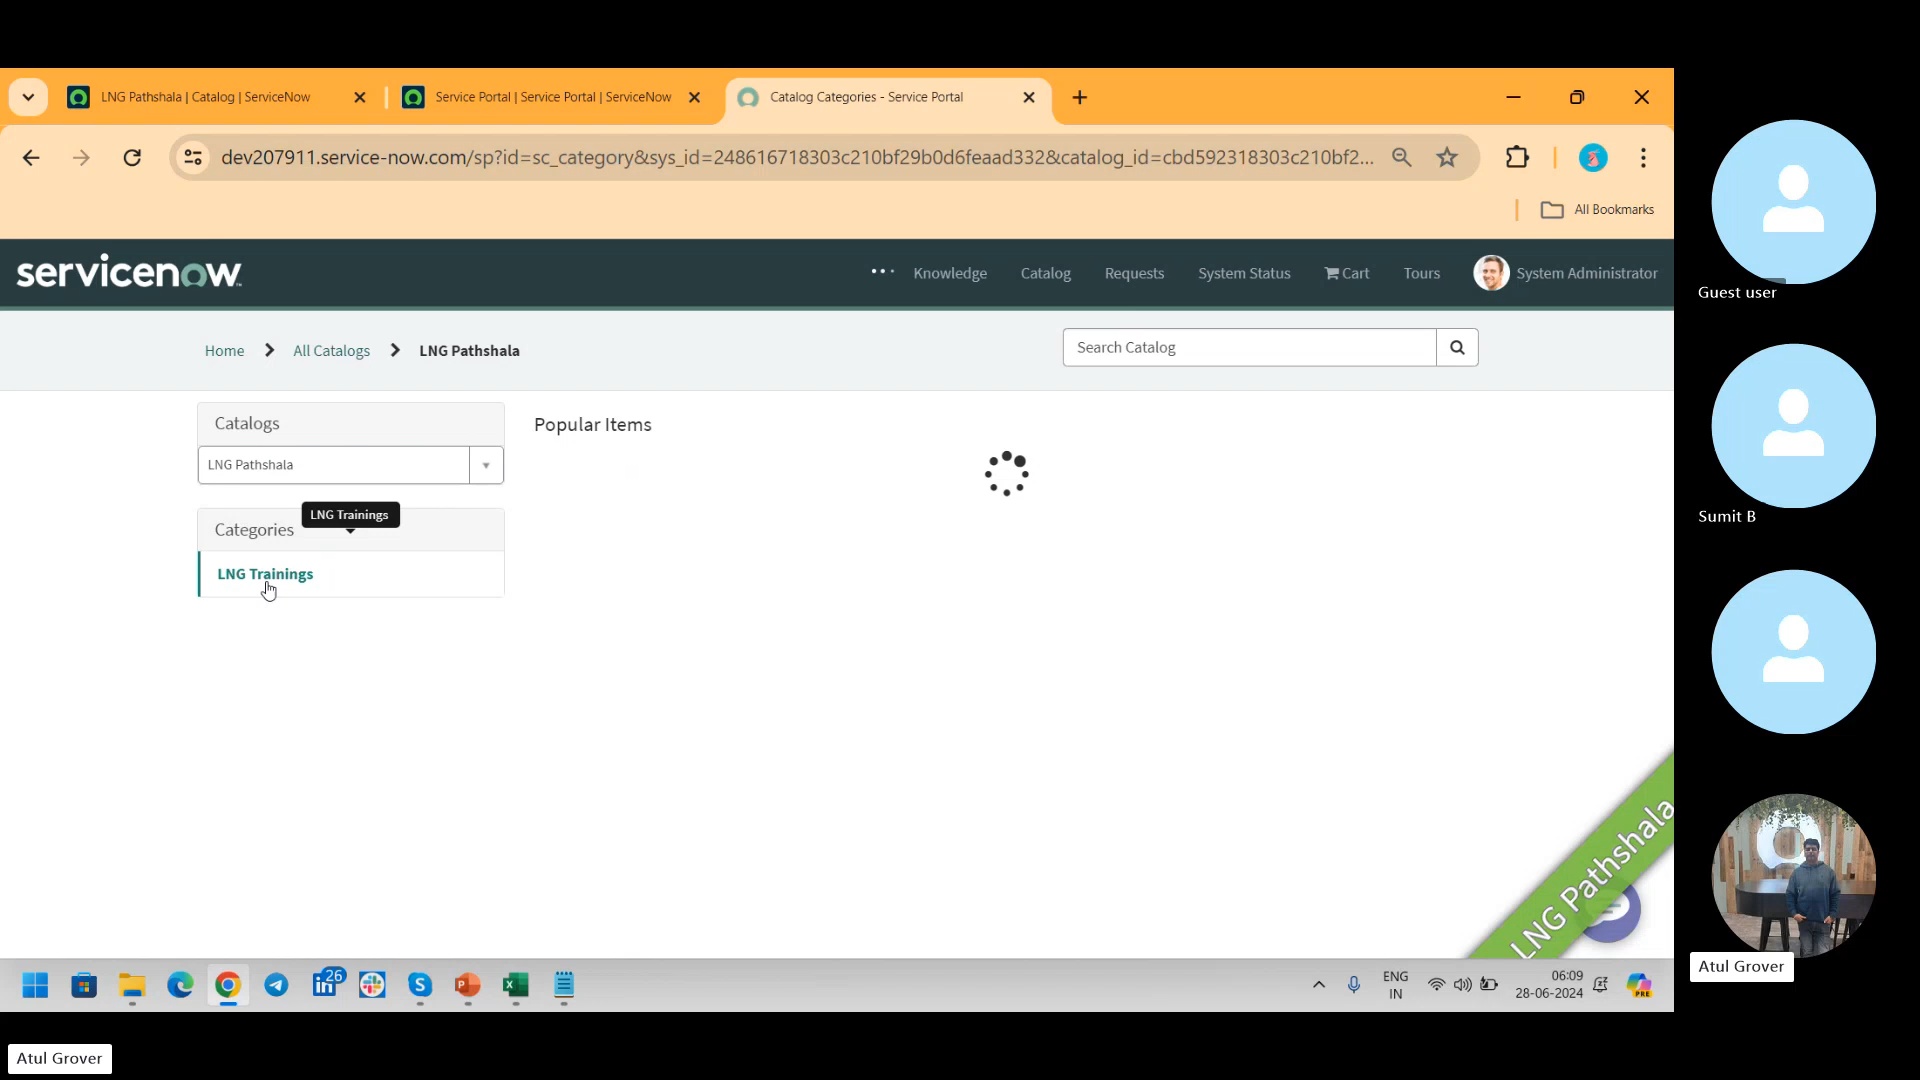 LNG Pathshala | Catalog | ServiceNow
Service Portal | Service Portal | ServiceNow
Catalog Categories - Service Portal
dev207911.service-now.com/sp?id=sc_category&sys_id=248616718303c210bf29b0d6feaad332&catalog_id=cbd592318303c210bf2...
All Bookmarks
servicenow
Knowledge
Catalog
Requests
System Status
Cart
Tours
System Administrator
Home
All Catalogs
LNG Pathshala
Search Catalog
Catalogs
LNG Pathshala
LNG Trainings
Categories
LNG Trainings
Popular Items
LNG Pathshala
Guest user
Sumit B
Atul Grover
26
PRE
ENG
IN
06:09
28-06-2024
Atul Grover